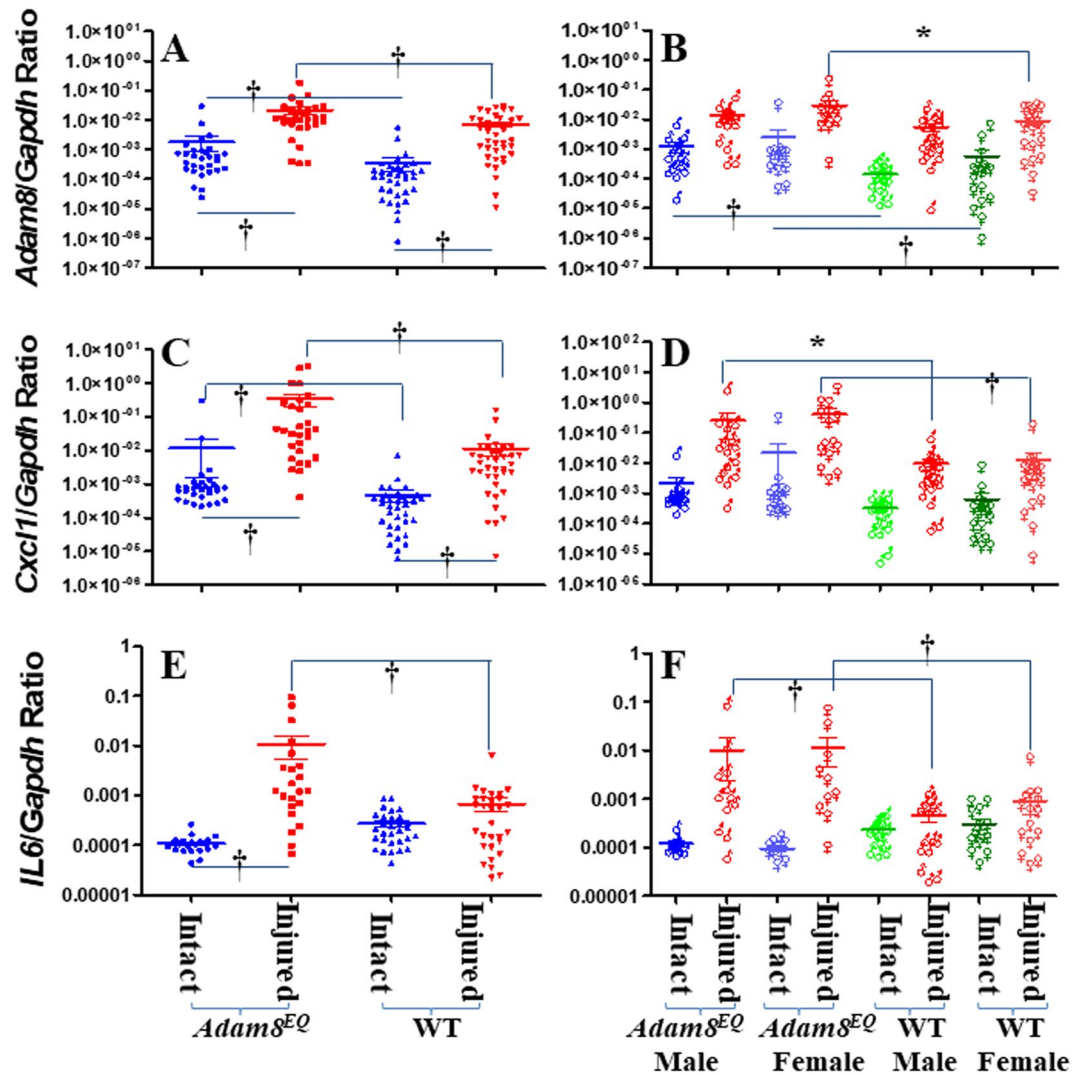 Adam8/Gapdh Ratio
A
1.0×10⁰¹
1.0×10⁰⁰
1.0×10⁻⁰¹
1.0×10⁻⁰²
1.0×10⁻⁰³
1.0×10⁻⁰⁴
1.0×10⁻⁰⁵
1.0×10⁻⁰⁶
1.0×10⁻⁰⁷
†
†
†
†
B
1.0×10⁰¹
1.0×10⁰⁰
1.0×10⁻⁰¹
1.0×10⁻⁰²
1.0×10⁻⁰³
1.0×10⁻⁰⁴
1.0×10⁻⁰⁵
1.0×10⁻⁰⁶
1.0×10⁻⁰⁷
*
†
†
Cxcl1/Gapdh Ratio
C
1.0×10⁰¹
1.0×10⁰⁰
1.0×10⁻⁰¹
1.0×10⁻⁰²
1.0×10⁻⁰³
1.0×10⁻⁰⁴
1.0×10⁻⁰⁵
1.0×10⁻⁰⁶
†
†
†
†
D
1.0×10⁰²
1.0×10⁰¹
1.0×10⁰⁰
1.0×10⁻⁰¹
1.0×10⁻⁰²
1.0×10⁻⁰³
1.0×10⁻⁰⁴
1.0×10⁻⁰⁵
1.0×10⁻⁰⁶
*
†
IL6/Gapdh Ratio
E
1
0.1
0.01
0.001
0.0001
0.00001
†
†
F
1
0.1
0.01
0.001
0.0001
0.00001
†
†
Intact
Injured
Intact
Injured
Adam8ᴱQ
WT
Intact
Injured
Intact
Injured
Intact
Injured
Intact
Injured
Adam8ᴱQ
Male
Adam8ᴱQ
Female
WT
Male
WT
Female